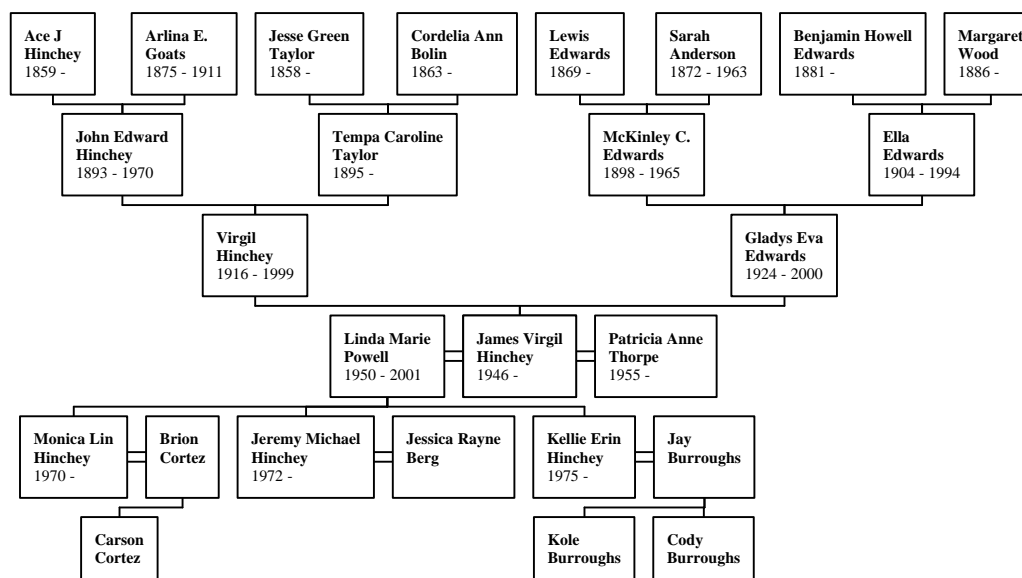 Ace J
Hinchey
1859 -
Arlina E.
Goats
1875 - 1911
Jesse Green
Taylor
1858 -
Cordelia Ann
Bolin
1863 -
Lewis
Edwards
1869 -
Sarah
Anderson
1872 - 1963
Benjamin Howell
Edwards
1881 -
Margaret
Wood
1886 -
John Edward
Hinchey
1893 - 1970
Tempa Caroline
Taylor
1895 -
McKinley C.
Edwards
1898 - 1965
Ella
Edwards
1904 - 1994
Virgil
Hinchey
1916 - 1999
Gladys Eva
Edwards
1924 - 2000
Linda Marie
Powell
1950 - 2001
James Virgil
Hinchey
1946 -
Patricia Anne
Thorpe
1955 -
Monica Lin
Hinchey
1970 -
Brion
Cortez
Jeremy Michael
Hinchey
1972 -
Jessica Rayne
Berg
Kellie Erin
Hinchey
1975 -
Jay
Burroughs
Carson
Cortez
Kole
Burroughs
Cody
Burroughs